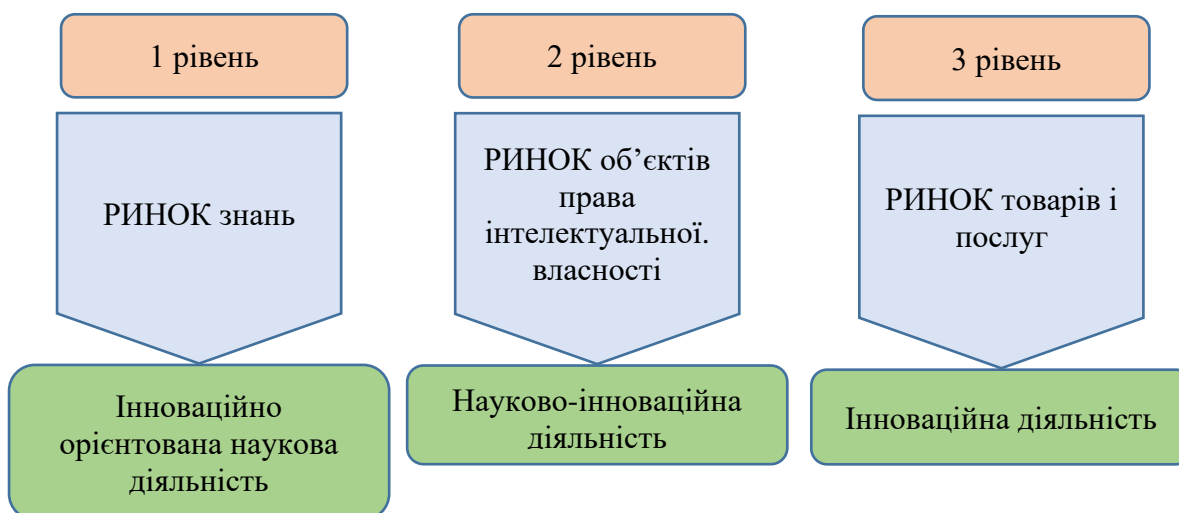 1 рівень
2 рівень
3 рівень
РИНОК знань
РИНОК об’єктів
права
інтелектуальної.
власності
РИНОК товарів і
послуг
Інноваційно
орієнтована наукова
діяльність
Науково-інноваційна
діяльність
Інноваційна діяльність